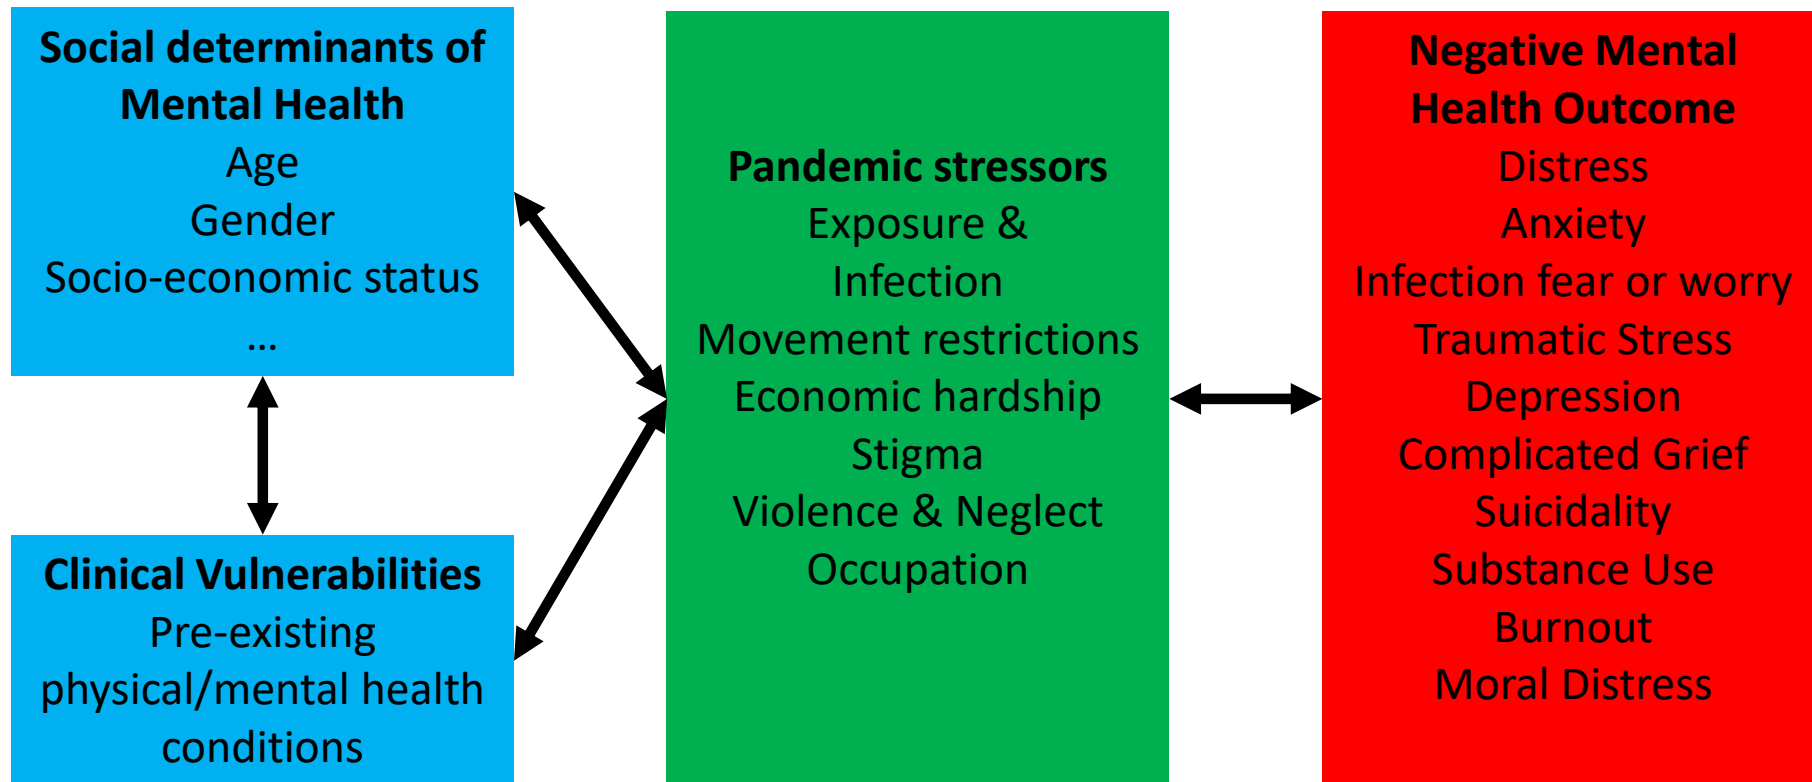 Social determinants of
Mental Health
Age
Gender
Socio-economic status
...
Clinical Vulnerabilities
Pre-existing
physical/mental health
conditions
Pandemic stressors
Exposure &
Infection
Movement restrictions
Economic hardship
Stigma
Violence & Neglect
Occupation
Negative Mental
Health Outcome
Distress
Anxiety
Infection fear or worry
Traumatic Stress
Depression
Complicated Grief
Suicidality
Substance Use
Burnout
Moral Distress